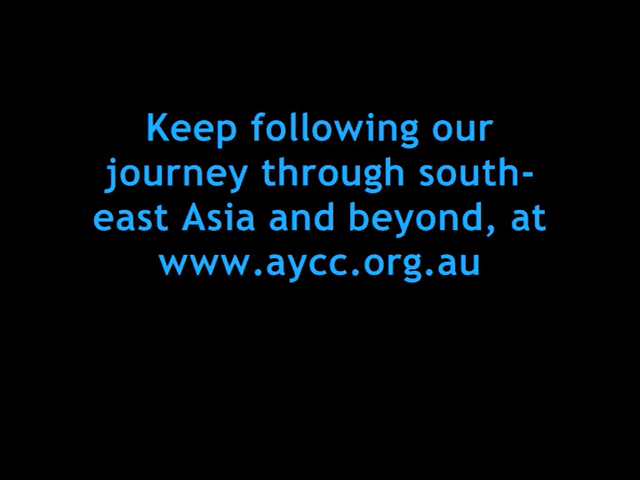 Keep following our
journey through south-
east Asia and beyond, at
www.aycc.org.au